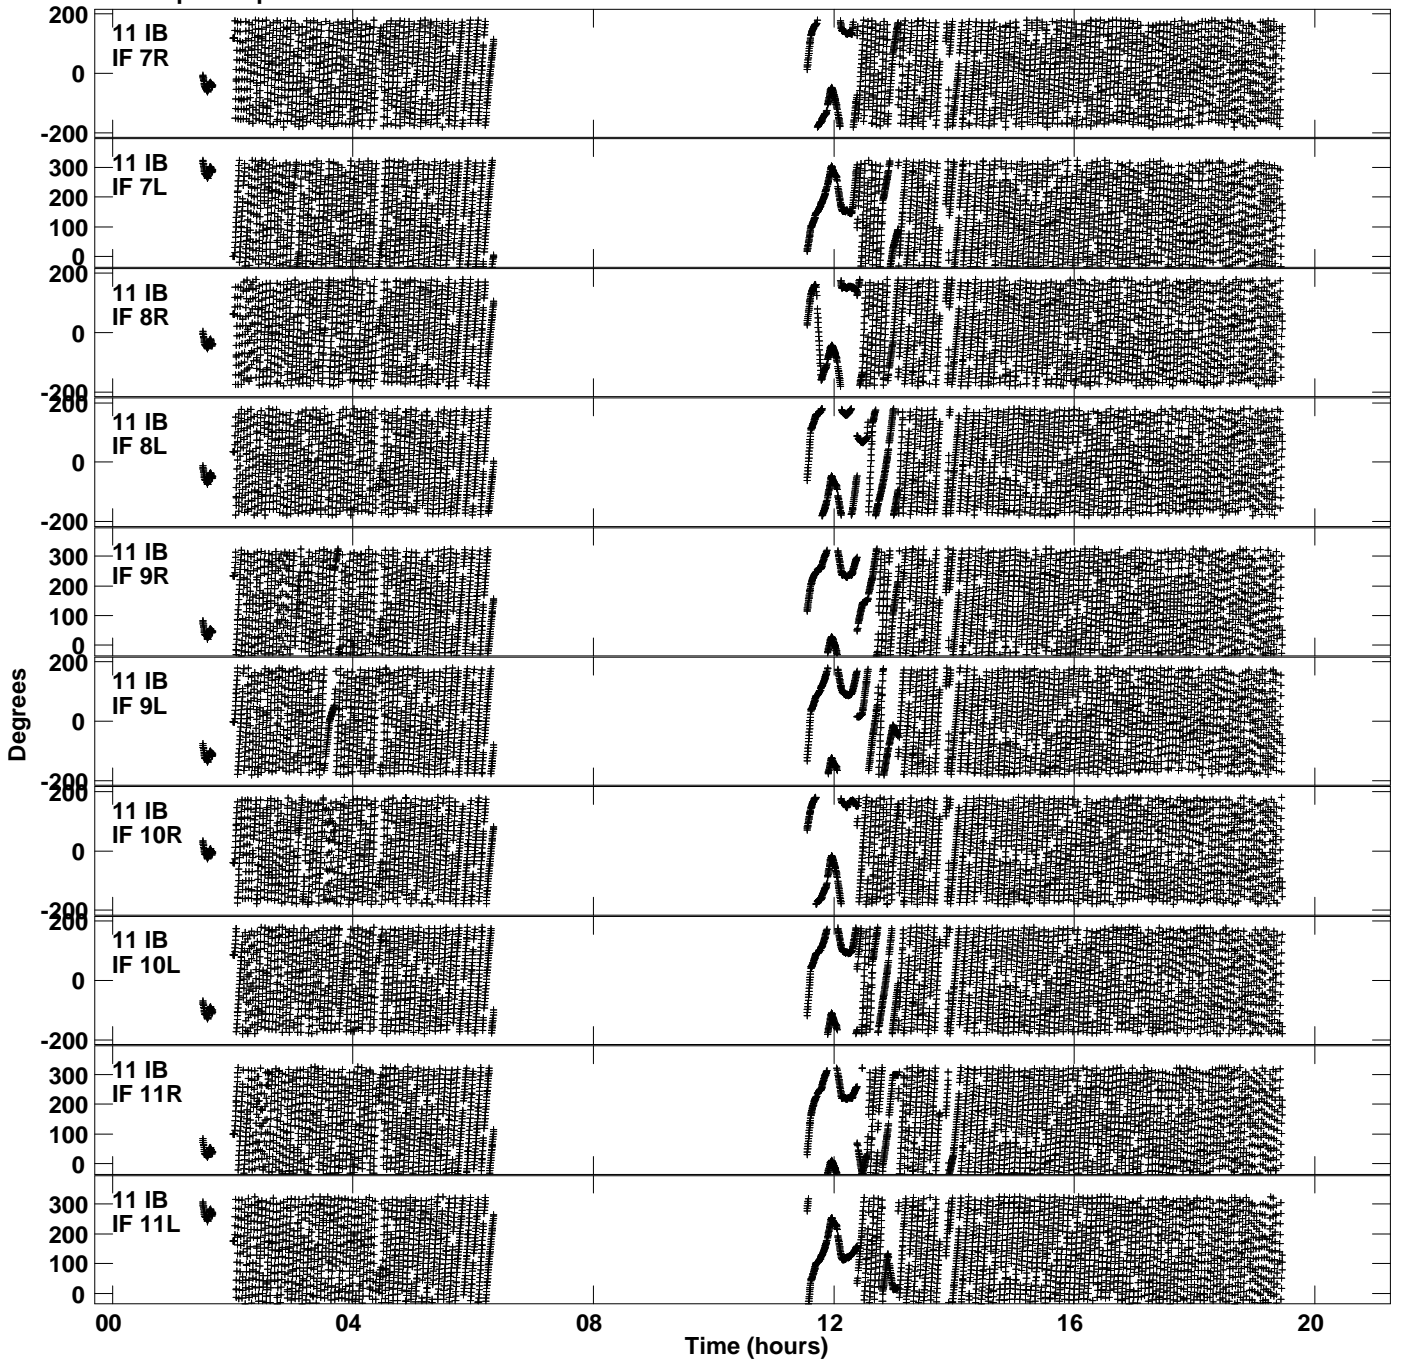 200
11 IB
IF 7R
0
-200
11 IB
300
IF 7L
200
100
0
200
11 IB
IF 8R
0
-200
200
11 IB
IF 8L
0
-200
11 IB
300
IF 9R
200
100
0
200
11 IB
IF 9L
0
-200
200
11 IB
IF 10R
0
-200
200
11 IB
IF 10L
0
-200
11 IB
300
IF 11R
200
100
0
11 IB
300
IF 11L
200
100
0
Degrees
00 04 08 12 16 20
Time (hours)